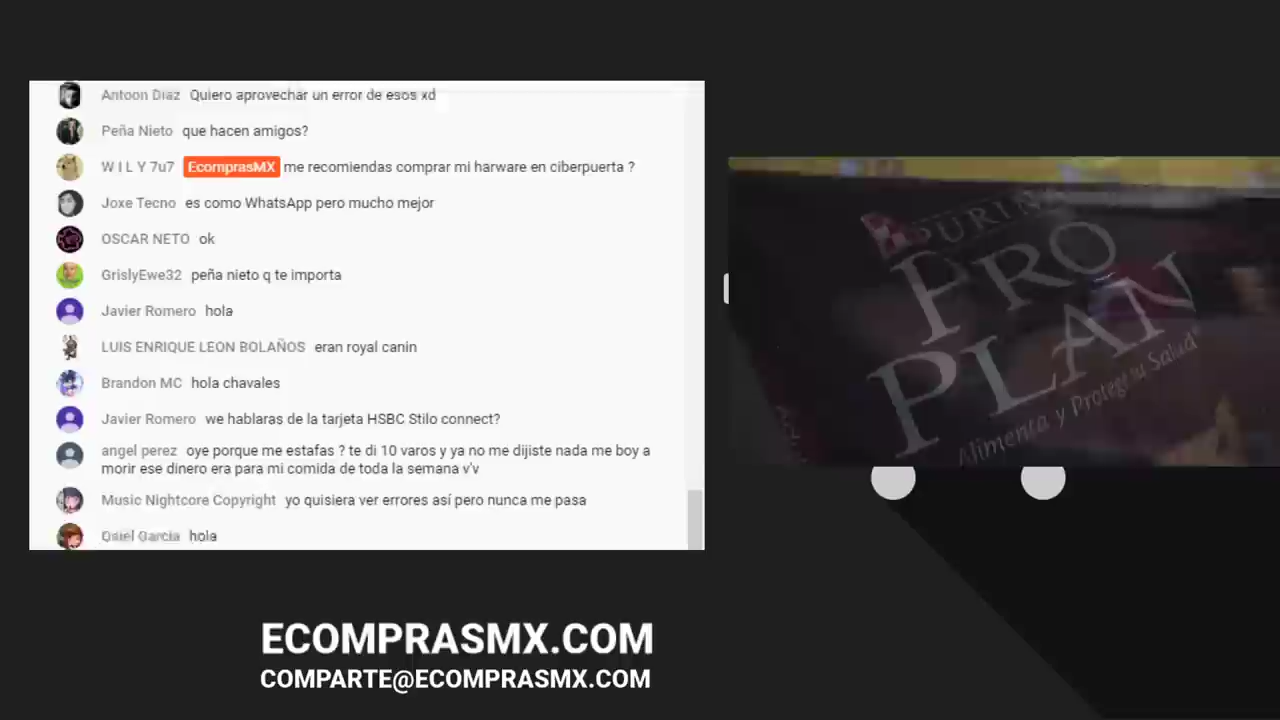 Antoon Diaz Quiero aprovechar un error de esos xd
Peña Nieto que hacen amigos?
W I L Y 7u7 EcomprasMX me recomiendas comprar mi harware en ciberpuerta ?
Joxe Tecno es como WhatsApp pero mucho mejor
OSCAR NETO ok
GrislyEwe32 peña nieto q te importa
Javier Romero hola
LUIS ENRIQUE LEON BOLAÑOS eran royal canin
Brandon MC hola chavales
Javier Romero we hablaras de la tarjeta HSBC Stilo connect?
angel perez oye porque me estafas ? te di 10 varos y ya no me dijiste nada me boy a
morir ese dinero era para mi comida de toda la semana v'v
Music Nightcore Copyright yo quisiera ver errores así pero nunca me pasa
Osiel Garcia hola
PURINA
PRO
PLAN
Alimenta y Protege su Salud
ECOMPRASMX.COM
COMPARTE@ECOMPRASMX.COM